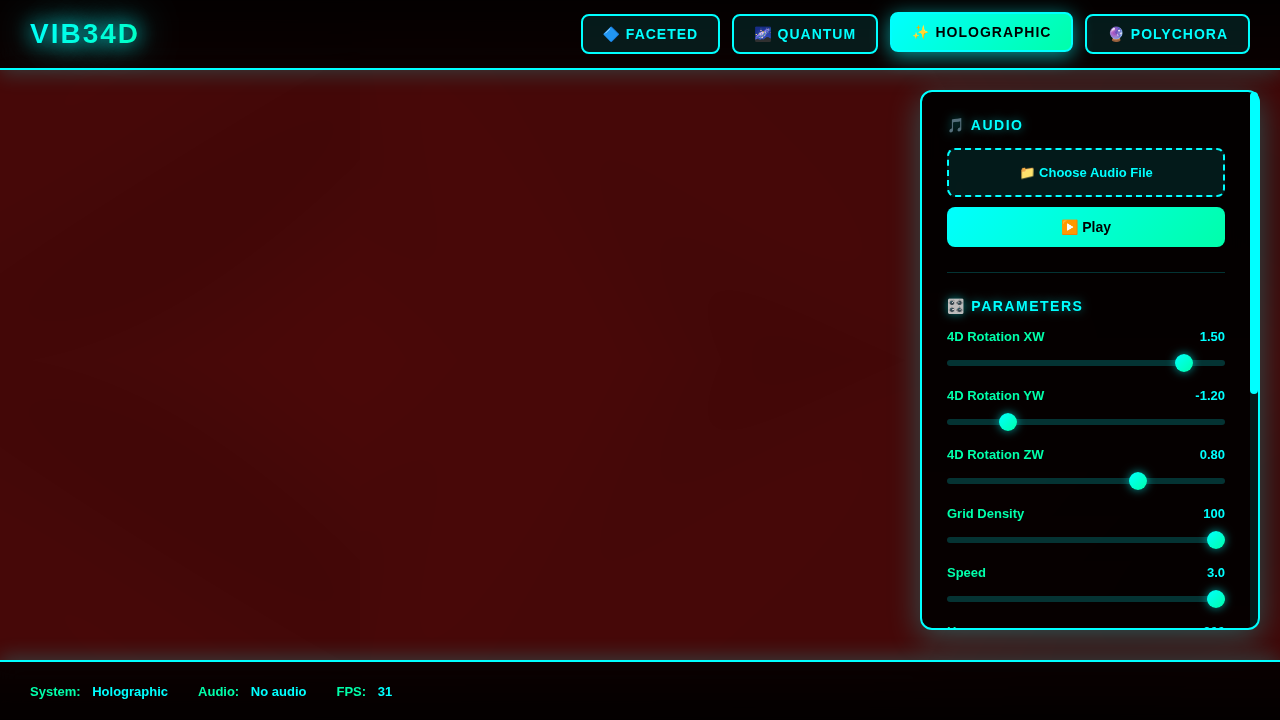 VIB34D
🔷 FACETED
🌌 QUANTUM
✨ HOLOGRAPHIC
🔮 POLYCHORA
🎵 AUDIO
📁 Choose Audio File
▶️ Play
🎛️ PARAMETERS
4D Rotation XW 1.50
4D Rotation YW -1.20
4D Rotation ZW 0.80
Grid Density 100
Speed 3.0
System: Holographic Audio: No audio FPS: 31